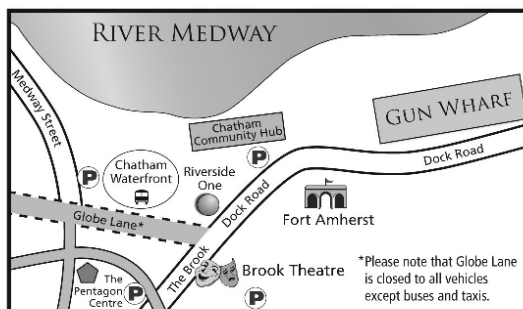 RIVER MEDWAY
GUN WHARF
Medway Street
Chatham
Community Hub
P
P
Chatham
Waterfront
Riverside
One
Dock Road
Dock Road
Globe Lane*
Fort Amherst
The Brook
Brook Theatre
The
Pentagon
Centre
P
P
*Please note that Globe Lane
is closed to all vehicles
except buses and taxis.